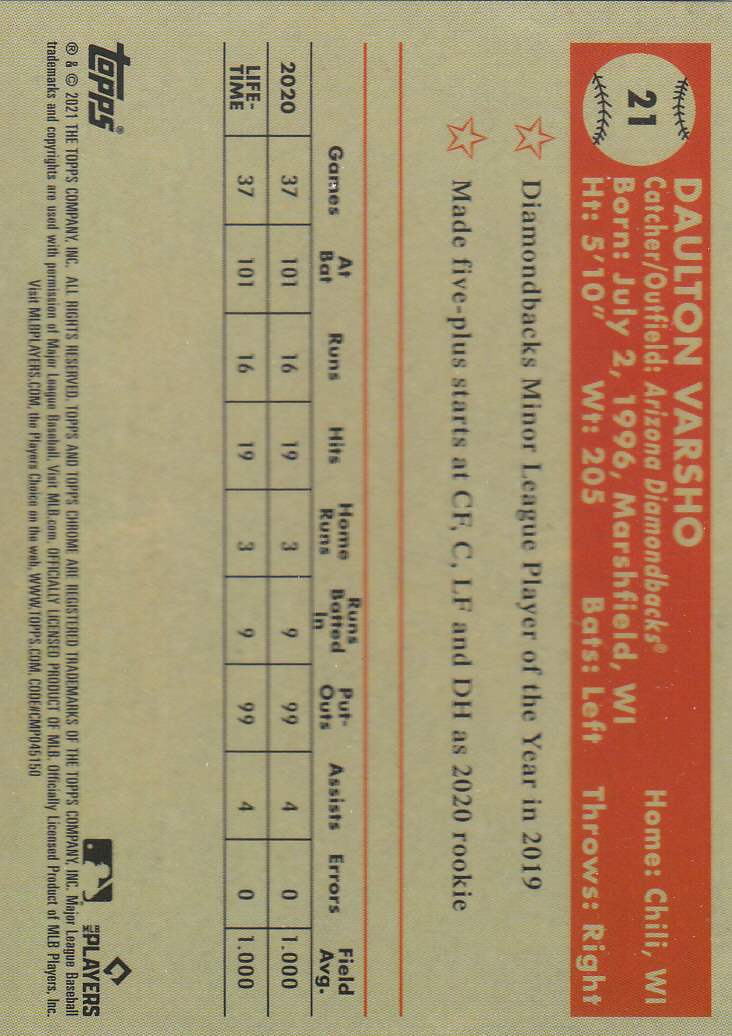 21
DAULTON VARSHO
Catcher/Outfield: Arizona Diamondbacks® Home: Chili, WI
Born: July 2, 1996, Marshfield, WI
Ht: 5'10" Wt: 205 Bats: Left Throws: Right
Diamondbacks Minor League Player of the Year in 2019
Made five-plus starts at CF, C, LF and DH as 2020 rookie
Games At Bat Runs Hits Home Runs Runs Batted In Put-Outs Assists Errors Field Avg.
2020 37 101 16 19 3 9 99 4 0 1.000
LIFE-TIME 37 101 16 19 3 9 99 4 0 1.000
topps®
MLB PLAYERS
® & © 2021 THE TOPPS COMPANY, INC. ALL RIGHTS RESERVED. TOPPS AND TOPPS CHROME ARE REGISTERED TRADEMARKS OF THE TOPPS COMPANY, INC. Major League Baseball
trademarks and copyrights are used with permission of Major League Baseball. Visit MLB.com. OFFICIALLY LICENSED PRODUCT OF MLB. Officially Licensed Product of MLB Players, Inc.
Visit MLBPLAYERS.COM, the Players Choice on the web. WWW.TOPPS.COM. CODE#CMP045150